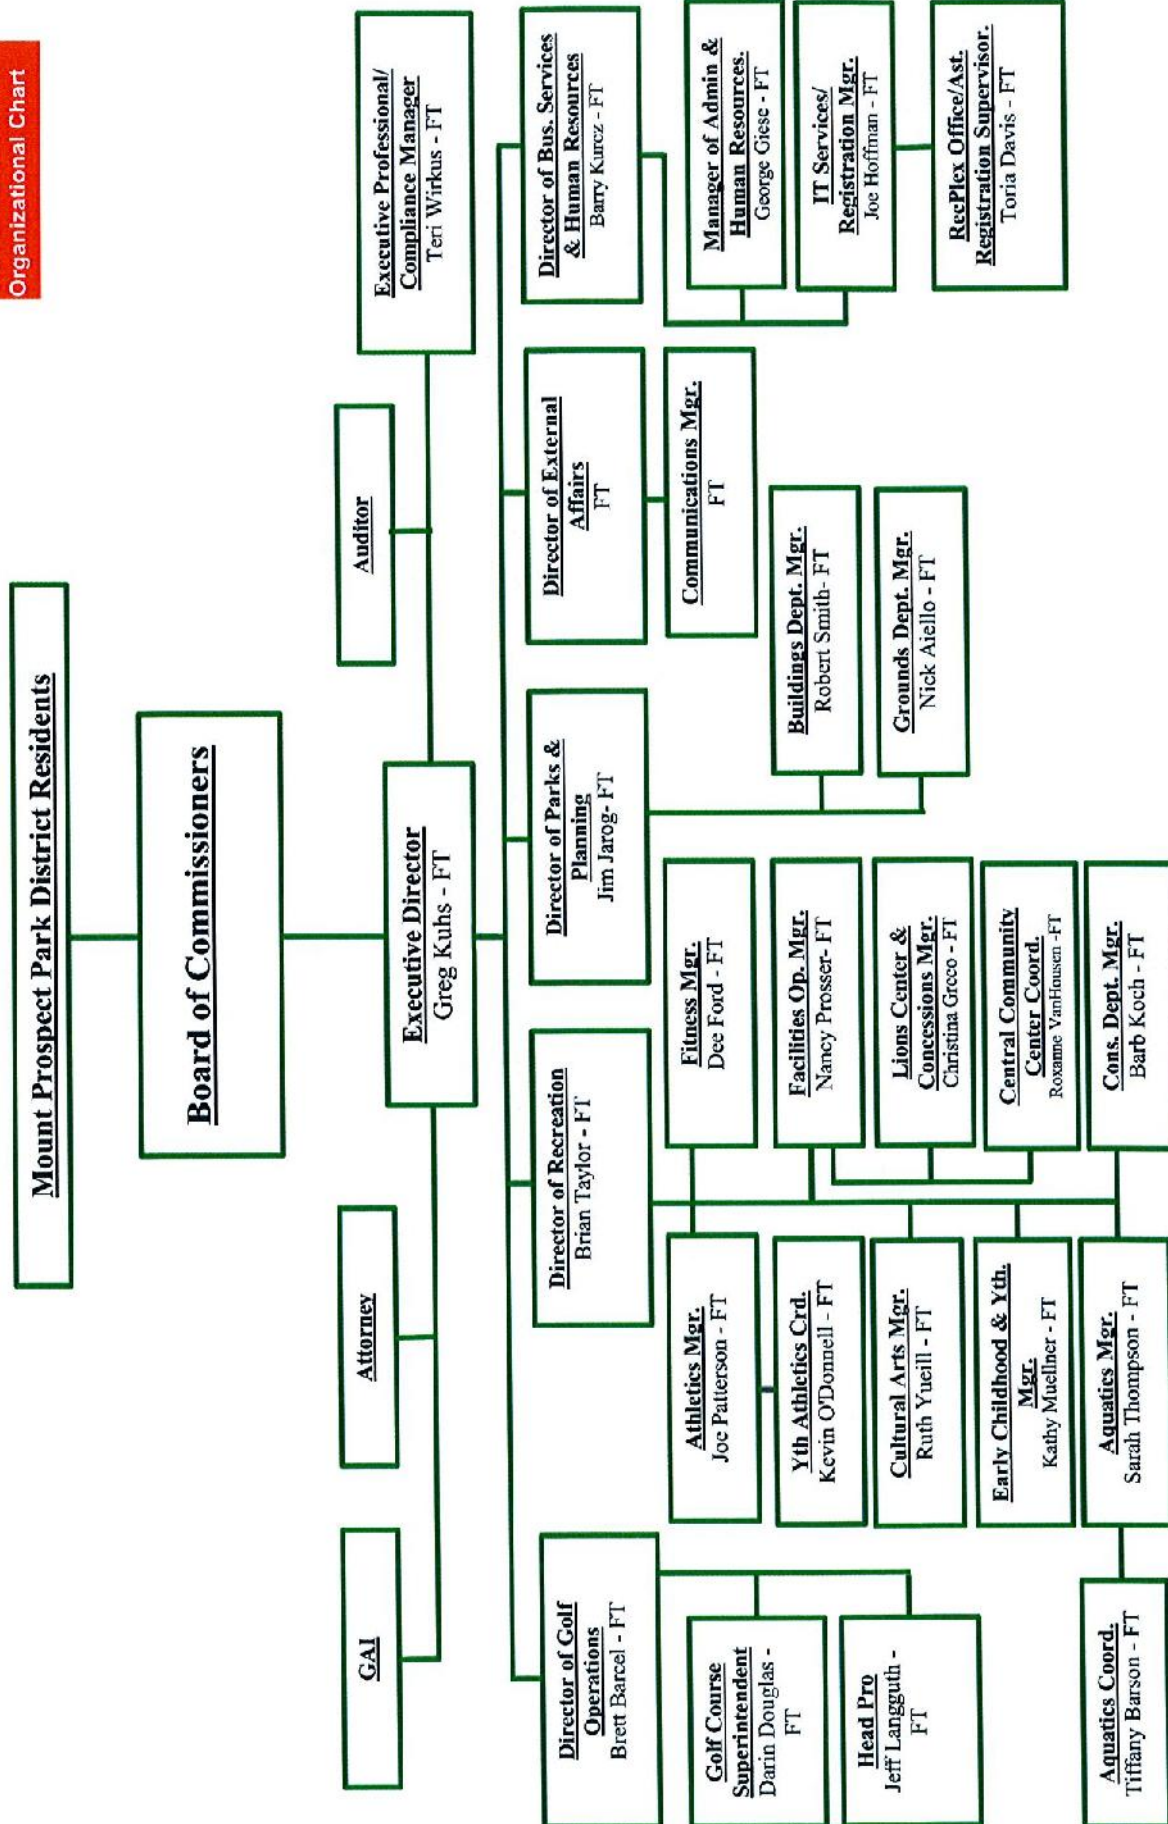 Organizational Chart
Mount Prospect Park District Residents
Board of Commissioners
GAI
Attorney
Executive Director
Greg Kuhs - FT
Auditor
Executive Professional/
Compliance Manager
Teri Wirkus - FT
Director of Golf
Operations
Brett Barcel - FT
Director of Recreation
Brian Taylor - FT
Director of Parks &
Planning
Jim Jarog- FT
Director of External
Affairs
FT
Director of Bus. Services
& Human Resources
Barry Kurcz - FT
Golf Course
Superintendent
Darin Douglas -
FT
Head Pro
Jeff Langguth -
FT
Athletics Mgr.
Joe Patterson - FT
Yth Athletics Crd.
Kevin O'Donnell - FT
Cultural Arts Mgr.
Ruth Yueill - FT
Early Childhood & Yth.
Mgr.
Kathy Muellner - FT
Aquatics Mgr.
Sarah Thompson - FT
Aquatics Coord.
Tiffany Barson - FT
Fitness Mgr.
Dee Ford - FT
Facilities Op. Mgr.
Nancy Prosser- FT
Lions Center &
Concessions Mgr.
Christina Greco - FT
Central Community
Center Coord.
Roxanne VanHausen -FT
Cons. Dept. Mgr.
Barb Koch - FT
Buildings Dept. Mgr.
Robert Smith- FT
Grounds Dept. Mgr.
Nick Aiello - FT
Communications Mgr.
FT
Manager of Admin &
Human Resources.
George Giese - FT
IT Services/
Registration Mgr.
Joe Hoffman - FT
RecPlex Office/Ast.
Registration Supervisor.
Toria Davis - FT